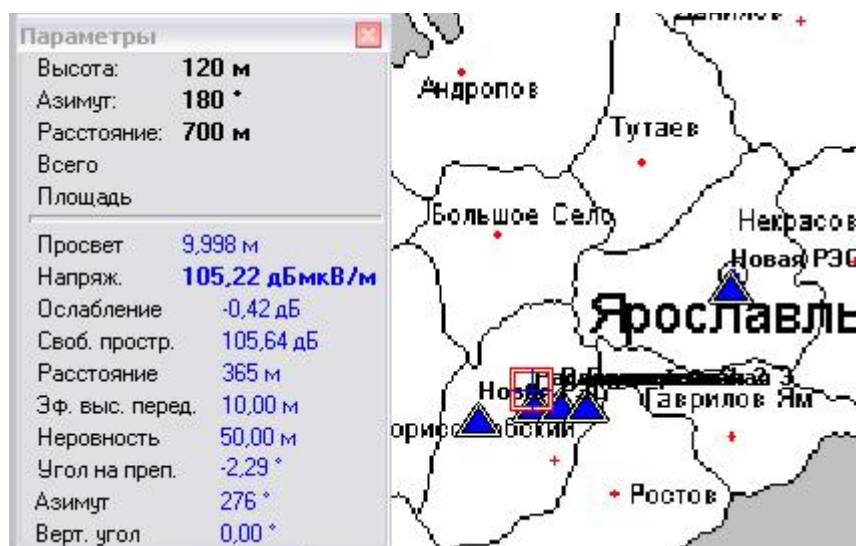 Параметры
Высота: 120 м
Азимут: 180 °
Расстояние: 700 м
Всего
Площадь
Просвет 9,998 м
Напряж. 105,22 дБмкВ/м
Ослабление -0,42 дБ
Своб. простр. 105,64 дБ
Расстояние 365 м
Эф. выс. перед. 10,00 м
Неровность 50,00 м
Угол на преп. -2,29 °
Азимут 276 °
Верт. угол 0,00 °
Данилов
Андропов
Тутаев
Большое Село
Некрасов
Новая РЭС
Ярославль
Гаврилов Ям
Ростов